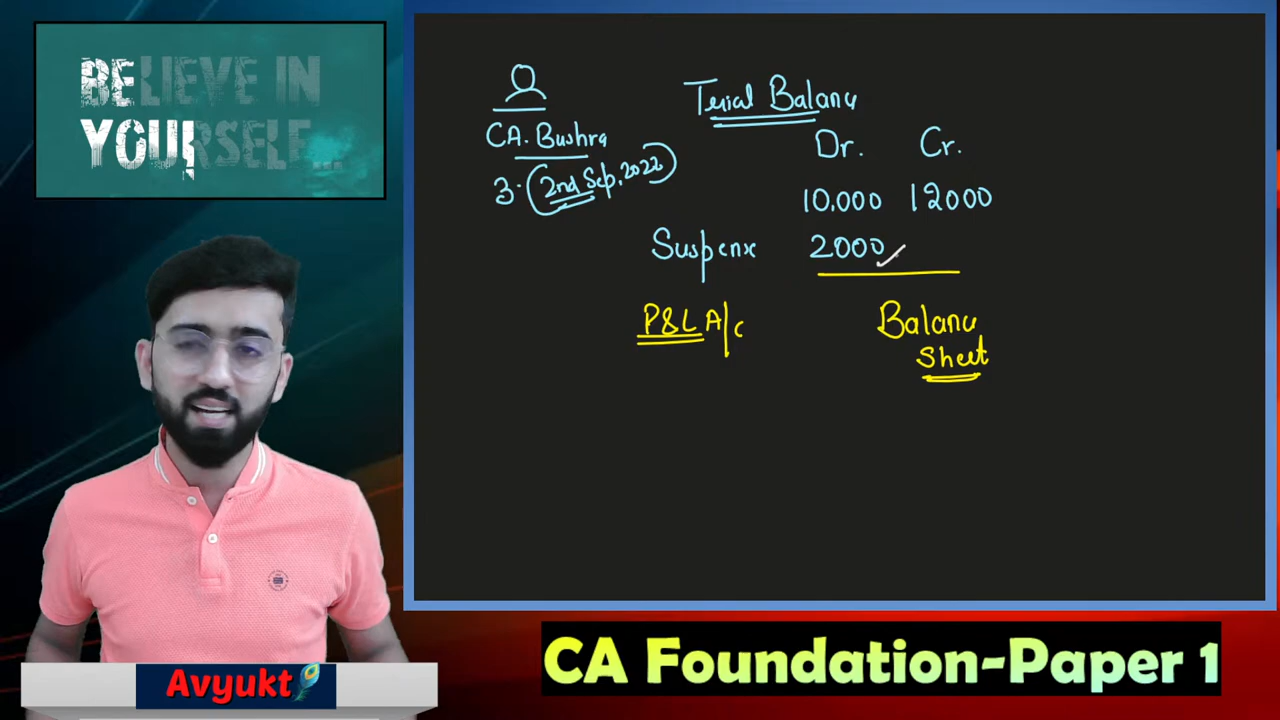 BELIEVE IN
YOURSELF...
CA. Bushra
3. (2nd Sep, 2022)
Trial Balance
Dr. Cr.
10,000 12000
Suspense 2000
P&L A/c
Balance
Sheet
Avyukt
CA Foundation-Paper 1